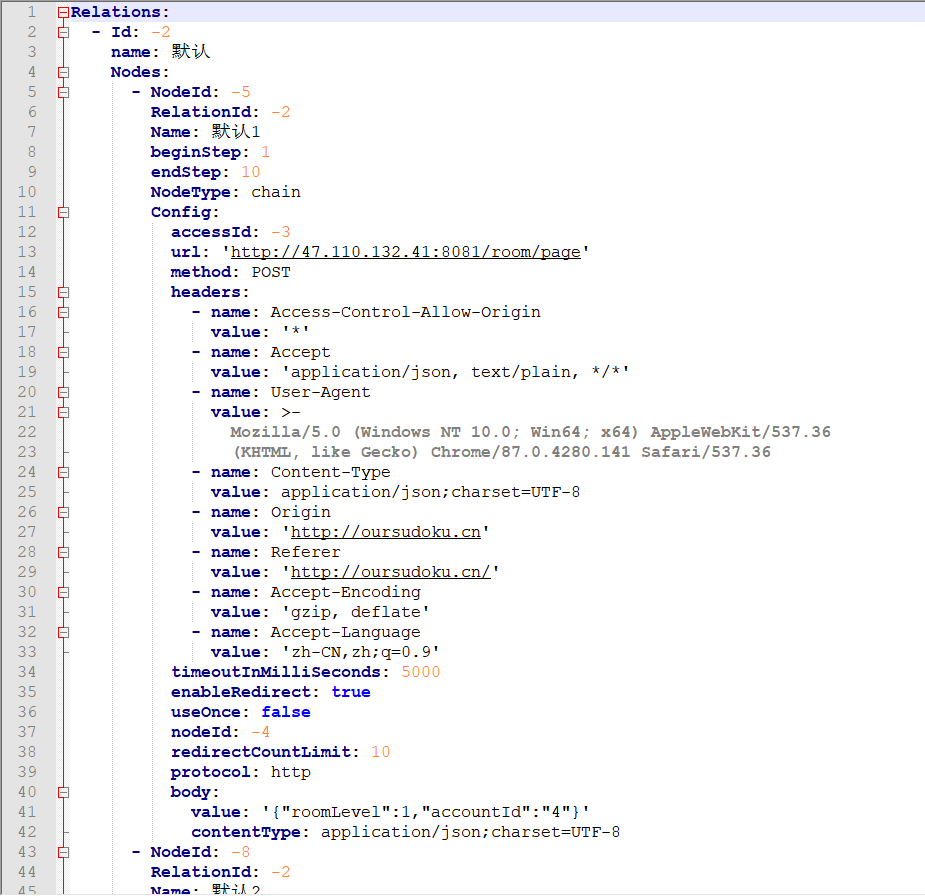 1 Relations:
2 - Id: -2
3 name: 默认
4 Nodes:
5 - NodeId: -5
6 RelationId: -2
7 Name: 默认1
8 beginStep: 1
9 endStep: 10
10 NodeType: chain
11 Config:
12 accessId: -3
13 url: 'http://47.110.132.41:8081/room/page'
14 method: POST
15 headers:
16 - name: Access-Control-Allow-Origin
17 value: '*'
18 - name: Accept
19 value: 'application/json, text/plain, */*'
20 - name: User-Agent
21 value: >-
22 Mozilla/5.0 (Windows NT 10.0; Win64; x64) AppleWebKit/537.36
23 (KHTML, like Gecko) Chrome/87.0.4280.141 Safari/537.36
24 - name: Content-Type
25 value: application/json;charset=UTF-8
26 - name: Origin
27 value: 'http://oursudoku.cn'
28 - name: Referer
29 value: 'http://oursudoku.cn/'
30 - name: Accept-Encoding
31 value: 'gzip, deflate'
32 - name: Accept-Language
33 value: 'zh-CN,zh;q=0.9'
34 timeoutInMilliSeconds: 5000
35 enableRedirect: true
36 useOnce: false
37 nodeId: -4
38 redirectCountLimit: 10
39 protocol: http
40 body:
41 value: '{"roomLevel":1,"accountId":"4"}'
42 contentType: application/json;charset=UTF-8
43 - NodeId: -8
44 RelationId: -2
45 Name: 默认2